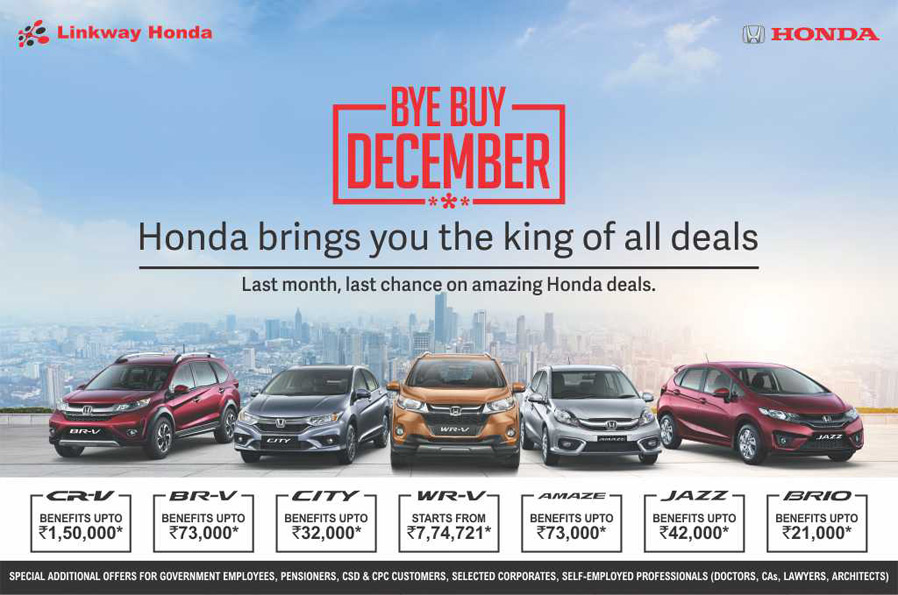 Linkway Honda
HONDA
BYE BUY
DECEMBER
***
Honda brings you the king of all deals
Last month, last chance on amazing Honda deals.
BR-V
CITY
WR-V
AMAZE
JAZZ
CR-V
BENEFITS UPTO
₹1,50,000*
BR-V
BENEFITS UPTO
₹73,000*
CITY
BENEFITS UPTO
₹32,000*
WR-V
STARTS FROM
₹7,74,721*
AMAZE
BENEFITS UPTO
₹73,000*
JAZZ
BENEFITS UPTO
₹42,000*
BRIO
BENEFITS UPTO
₹21,000*
SPECIAL ADDITIONAL OFFERS FOR GOVERNMENT EMPLOYEES, PENSIONERS, CSD & CPC CUSTOMERS, SELECTED CORPORATES, SELF-EMPLOYED PROFESSIONALS (DOCTORS, CAs, LAWYERS, ARCHITECTS)